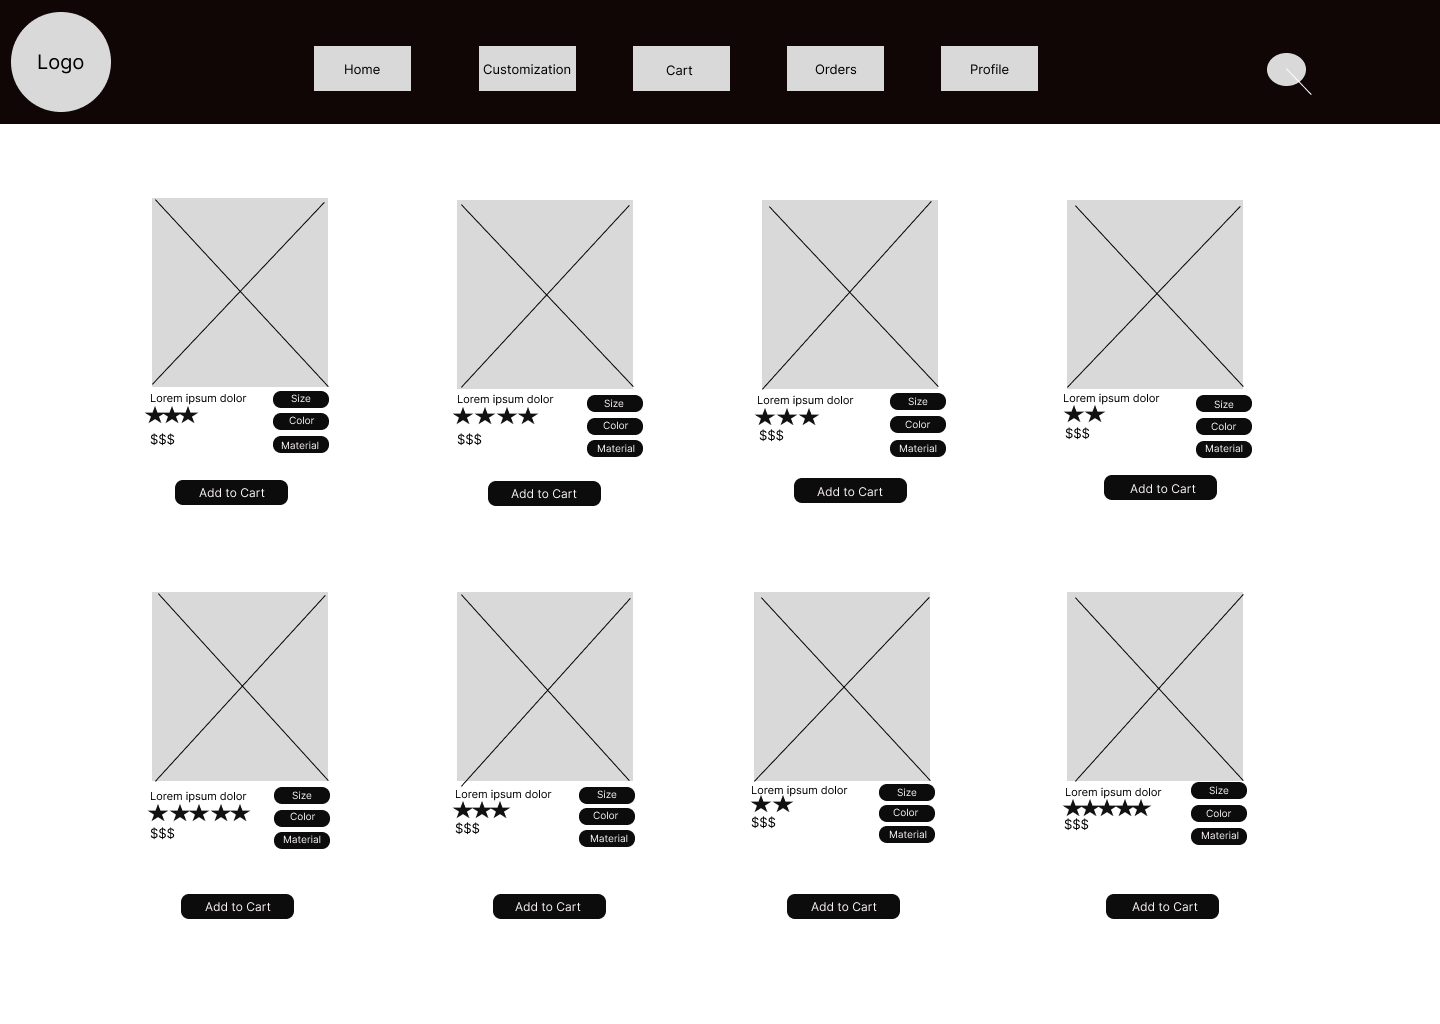 Logo
Home
Customization
Cart
Orders
Profile
Lorem ipsum dolor
$$$
Size
Color
Material
Add to Cart
Lorem ipsum dolor
$$$
Size
Color
Material
Add to Cart
Lorem ipsum dolor
$$$
Size
Color
Material
Add to Cart
Lorem ipsum dolor
$$$
Size
Color
Material
Add to Cart
Lorem ipsum dolor
$$$
Size
Color
Material
Add to Cart
Lorem ipsum dolor
$$$
Size
Color
Material
Add to Cart
Lorem ipsum dolor
$$$
Size
Color
Material
Add to Cart
Lorem ipsum dolor
$$$
Size
Color
Material
Add to Cart